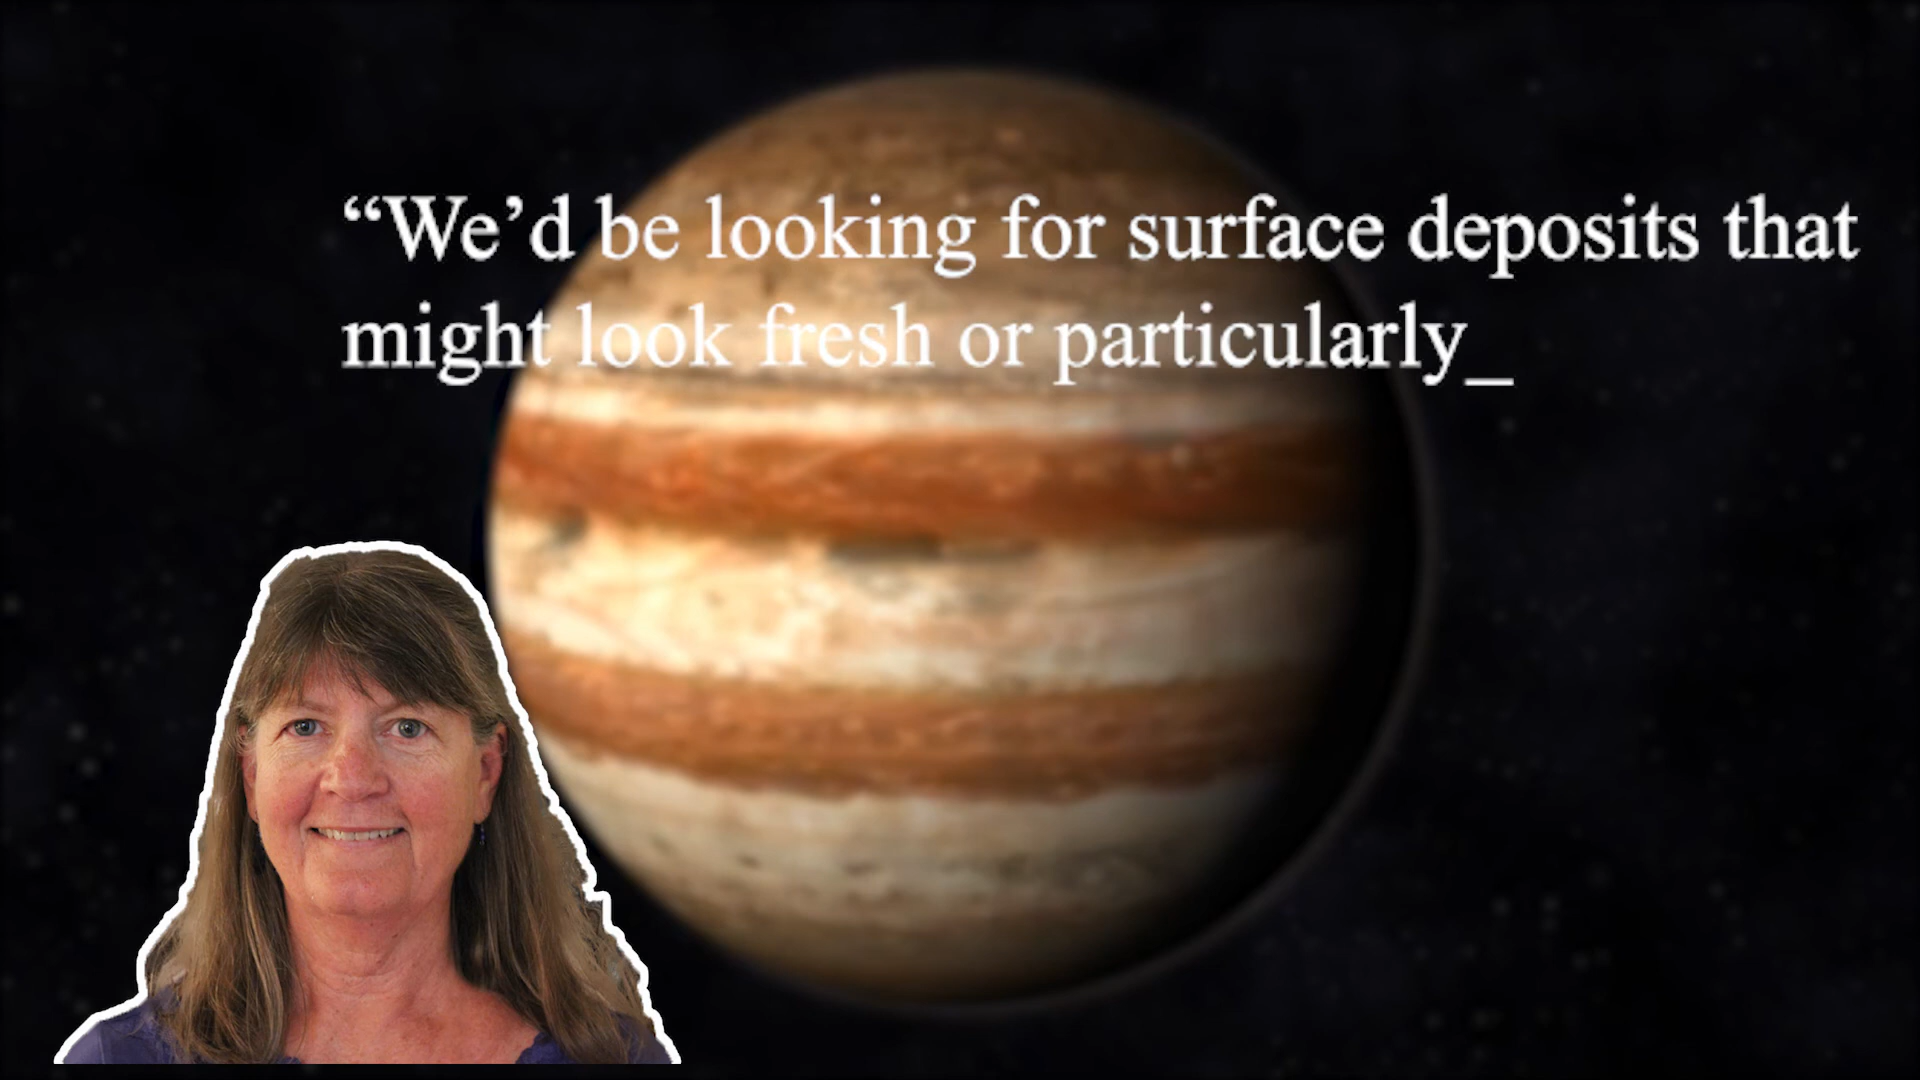 “We’d be looking for surface deposits that
might look fresh or particularly_